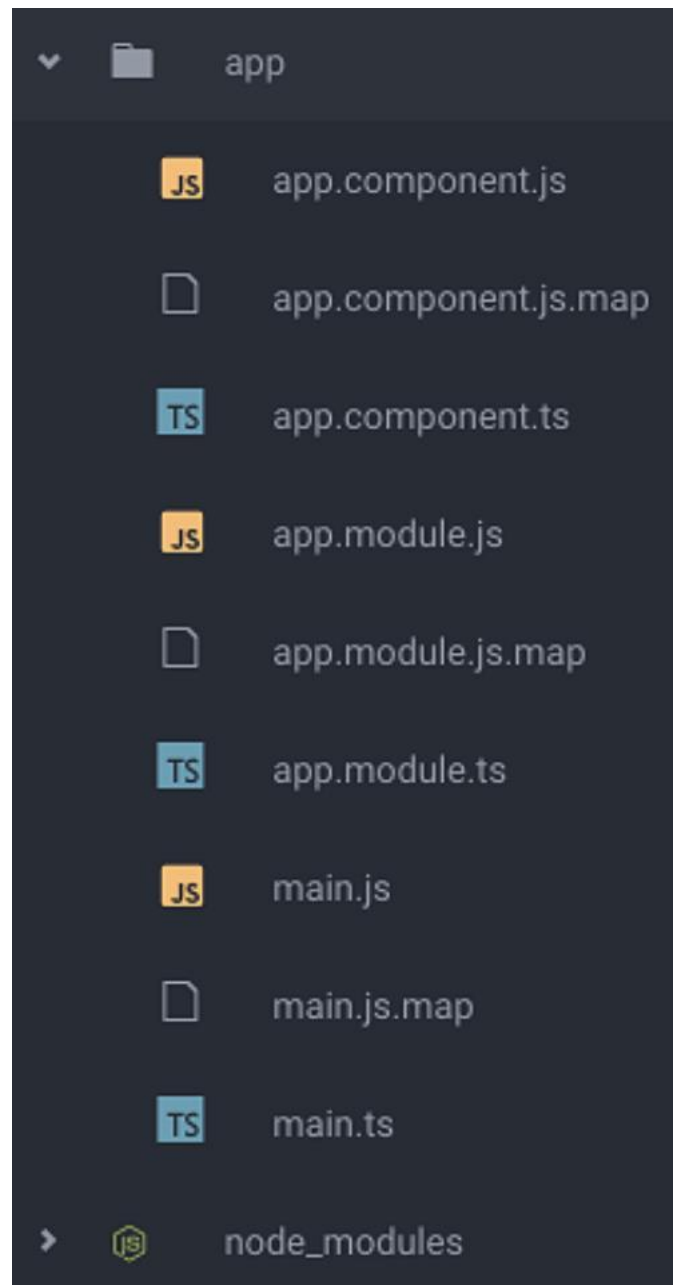 app
JS app.component.js
app.component.js.map
TS app.component.ts
JS app.module.js
app.module.js.map
TS app.module.ts
JS main.js
main.js.map
TS main.ts
JS node_modules